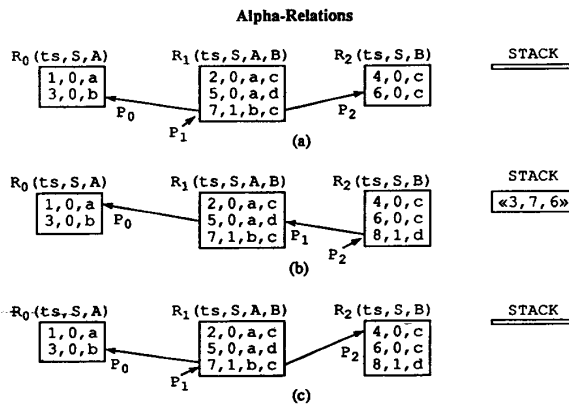 Alpha-Relations
R0(ts,S,A) R1(ts,S,A,B) R2(ts,S,B) STACK
1,0,a 2,0,a,c 4,0,c
3,0,b 5,0,a,d 6,0,c
7,1,b,c
P0 P1 P2
(a)
R0(ts,S,A) R1(ts,S,A,B) R2(ts,S,B) STACK
1,0,a 2,0,a,c 4,0,c «3,7,6»
3,0,b 5,0,a,d 6,0,c
7,1,b,c 8,1,d
P0 P1 P2
(b)
R0(ts,S,A) R1(ts,S,A,B) R2(ts,S,B) STACK
1,0,a 2,0,a,c 4,0,c
3,0,b 5,0,a,d 6,0,c
7,1,b,c 8,1,d
P0 P1 P2
(c)